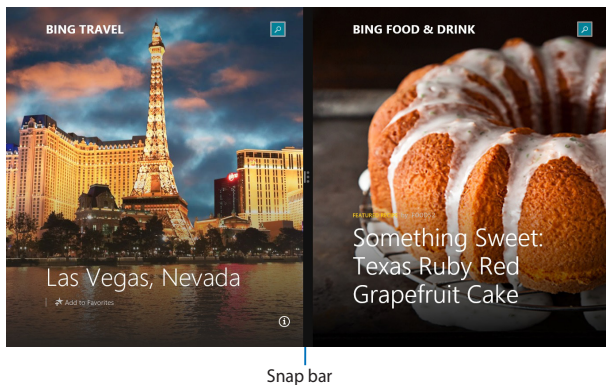 BING TRAVEL
Las Vegas, Nevada
Add to Favorites
BING FOOD & DRINK
Something Sweet:
Texas Ruby Red
Grapefruit Cake
Snap bar